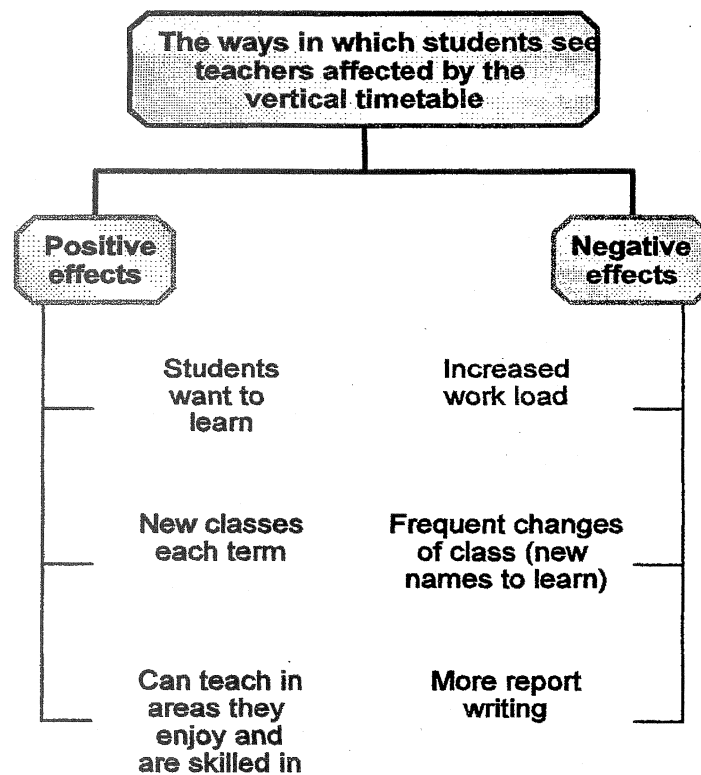 The ways in which students see
teachers affected by the
vertical timetable
Positive
effects
Negative
effects
Students
want to
learn
Increased
work load
New classes
each term
Frequent changes
of class (new
names to learn)
Can teach in
areas they
enjoy and
are skilled in
More report
writing